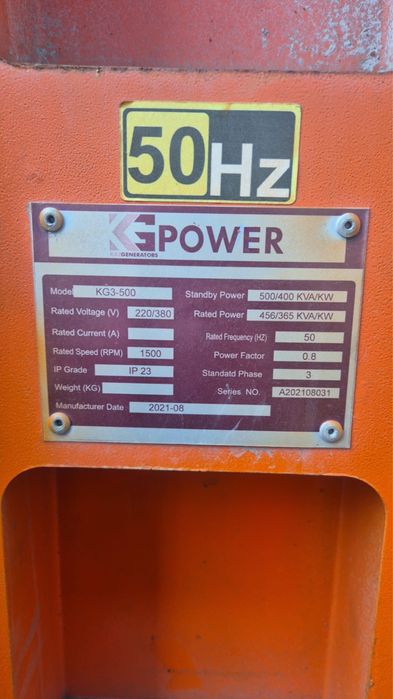 50Hz
KGPOWER
GENERATORS
Model KG3-500
Standby Power 500/400 KVA/KW
Rated Voltage (V) 220/380
Rated Power 456/365 KVA/KW
Rated Current (A)
Rated Frequency (HZ) 50
Rated Speed (RPM) 1500
Power Factor 0.8
IP Grade IP 23
Standatd Phase 3
Weight (KG)
Series NO. A202108031
Manufacturer Date 2021-08